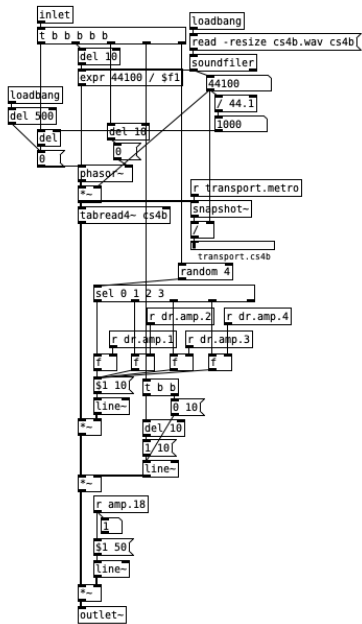 inlet
loadbang
t b b b b b
read -resize cs4b.wav cs4b
del 10
soundfiler
expr 44100 / $f1
44100
loadbang
/ 44.1
del 500
1000
del 10
del
0
0
phasor~
*~
r transport.metro
tabread4~ cs4b
snapshot~
/
transport.cs4b
random 4
sel 0 1 2 3
r dr.amp.2
r dr.amp.4
r dr.amp.1
r dr.amp.3
f
f
f
f
$1 10
t b b
line~
0 10
*~
del 10
1 10
line~
*~
r amp.18
1
$1 50
line~
*~
outlet~